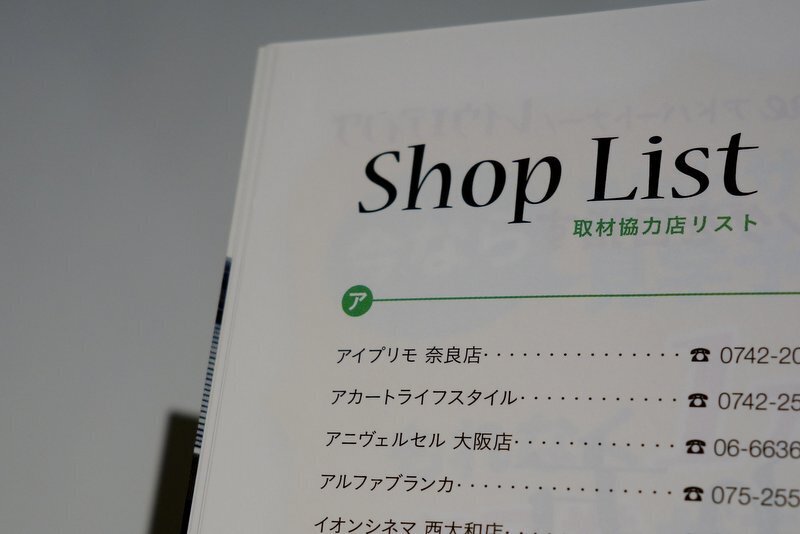 Shop List
取材協力店リスト
ア
アイプリモ 奈良店・・・・・・・・・・・・・・・☎ 0742-20
アカートライフスタイル・・・・・・・・・・・・☎ 0742-25
アニヴェルセル 大阪店・・・・・・・・・・・・・☎ 06-6636
アルファブランカ・・・・・・・・・・・・・・・・・☎ 075-255
イオンシネマ 西大和店・・・